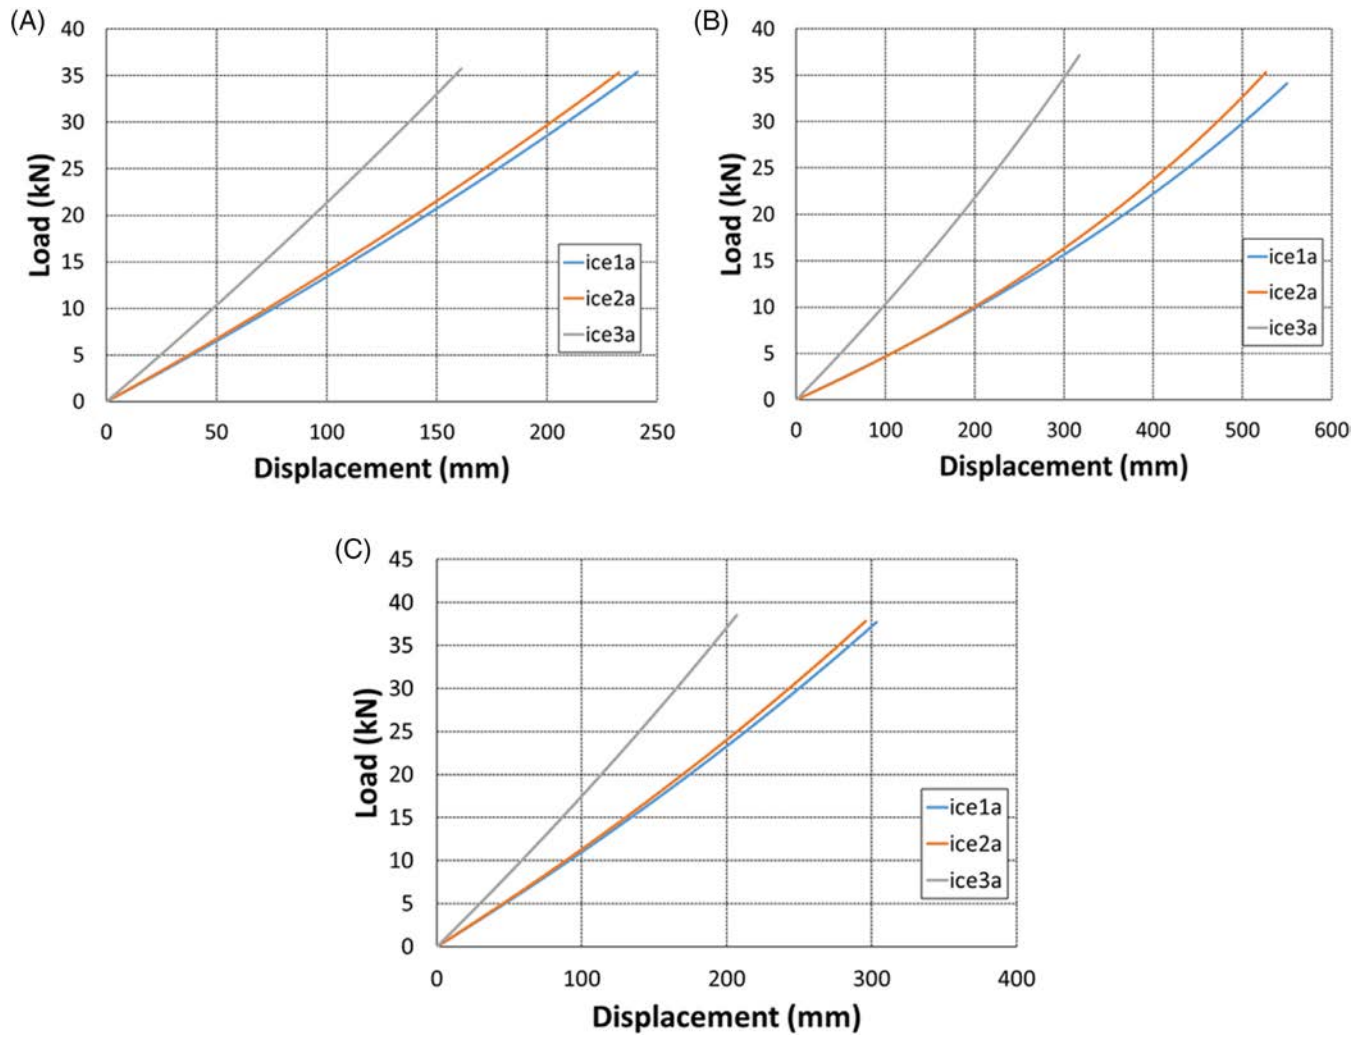 (A)
40
35
30
25
20
15
10
5
0
Load (kN)
ice1a
ice2a
ice3a
0 50 100 150 200 250
Displacement (mm)
(B)
40
35
30
25
20
15
10
5
0
Load (kN)
ice1a
ice2a
ice3a
0 100 200 300 400 500 600
Displacement (mm)
(C)
45
40
35
30
25
20
15
10
5
0
Load (kN)
ice1a
ice2a
ice3a
0 100 200 300 400
Displacement (mm)